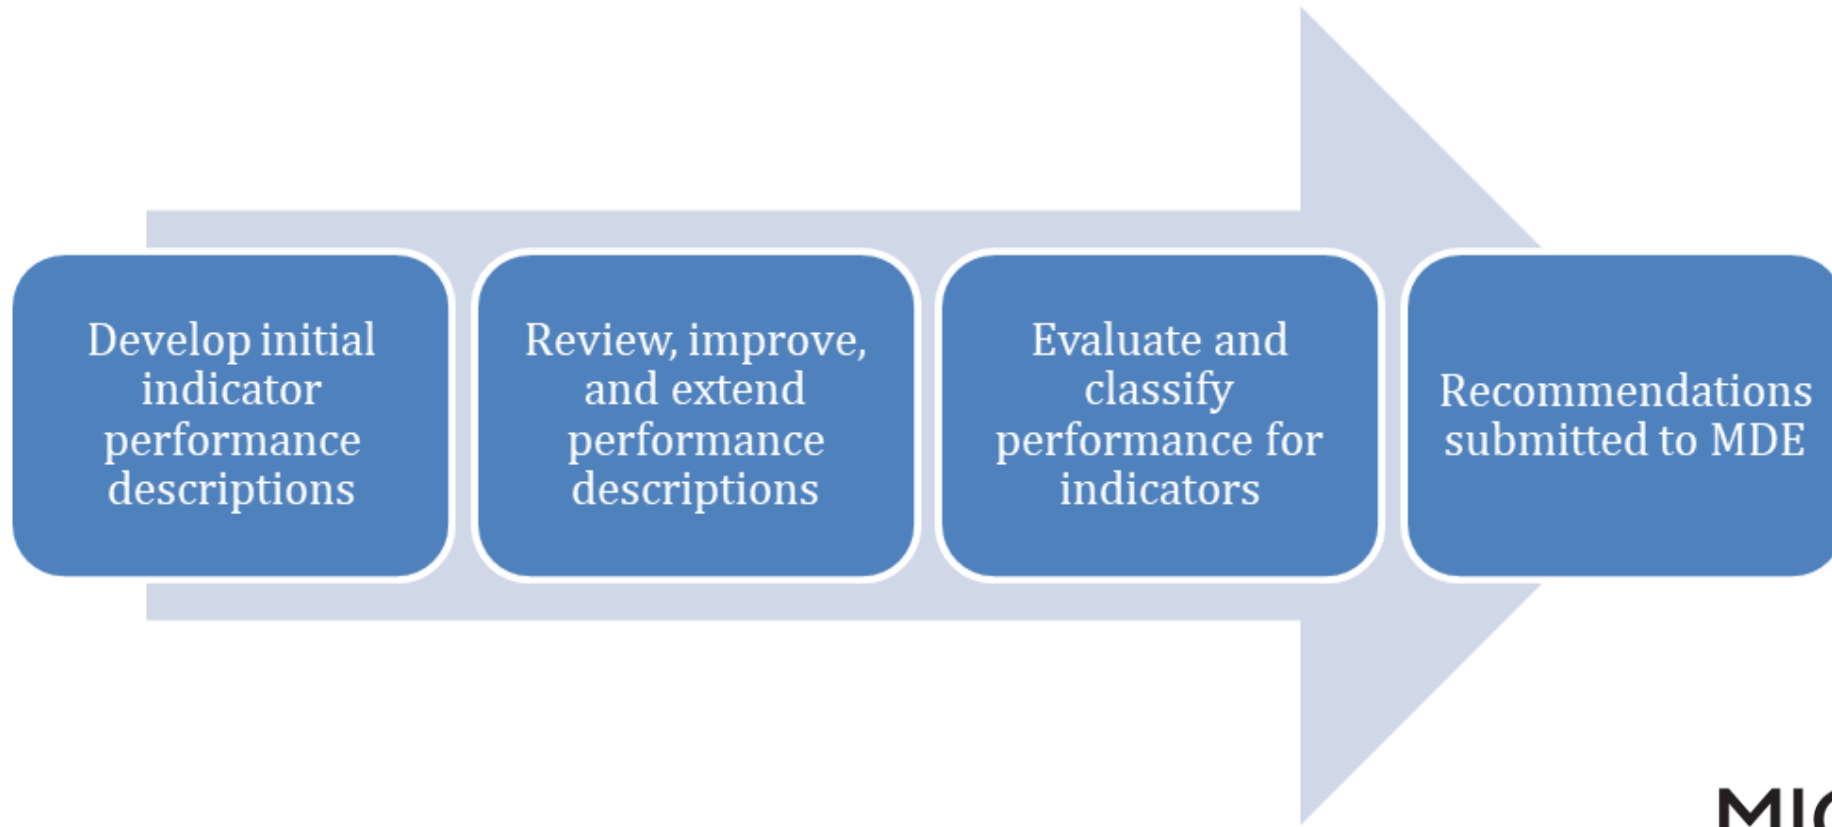 Develop initial
indicator
performance
descriptions
Review, improve,
and extend
performance
descriptions
Evaluate and
classify
performance for
indicators
Recommendations
submitted to MDE